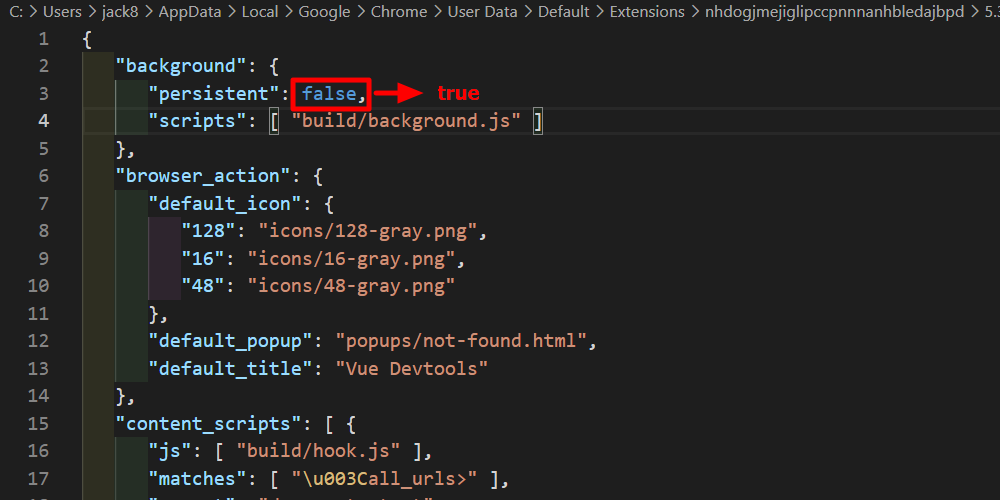 C: > Users > jack8 > AppData > Local > Google > Chrome > User Data > Default > Extensions > nhdogjmejiglipccpnnnanhbledajbpd > 5.3
1 {
2 "background": {
3 "persistent": false, true
4 "scripts": [ "build/background.js" ]
5 },
6 "browser_action": {
7 "default_icon": {
8 "128": "icons/128-gray.png",
9 "16": "icons/16-gray.png",
10 "48": "icons/48-gray.png"
11 },
12 "default_popup": "popups/not-found.html",
13 "default_title": "Vue Devtools"
14 },
15 "content_scripts": [ {
16 "js": [ "build/hook.js" ],
17 "matches": [ "\u003Call_urls>" ],